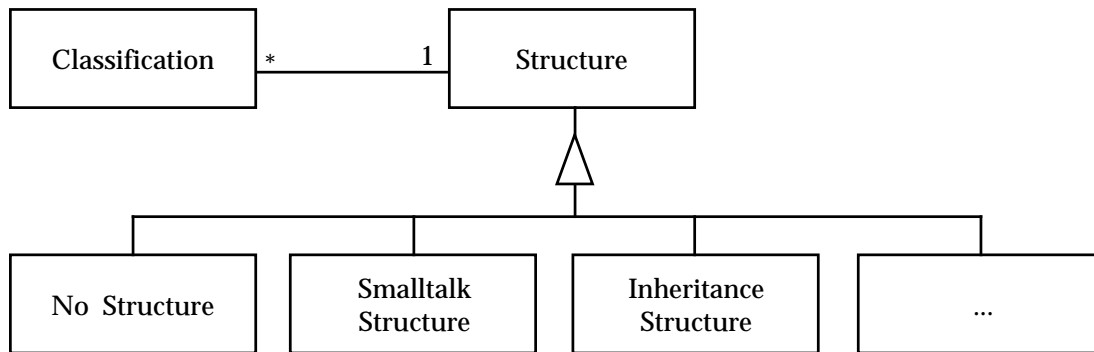 Classification
*
1
Structure
No Structure
Smalltalk
Structure
Inheritance
Structure
...